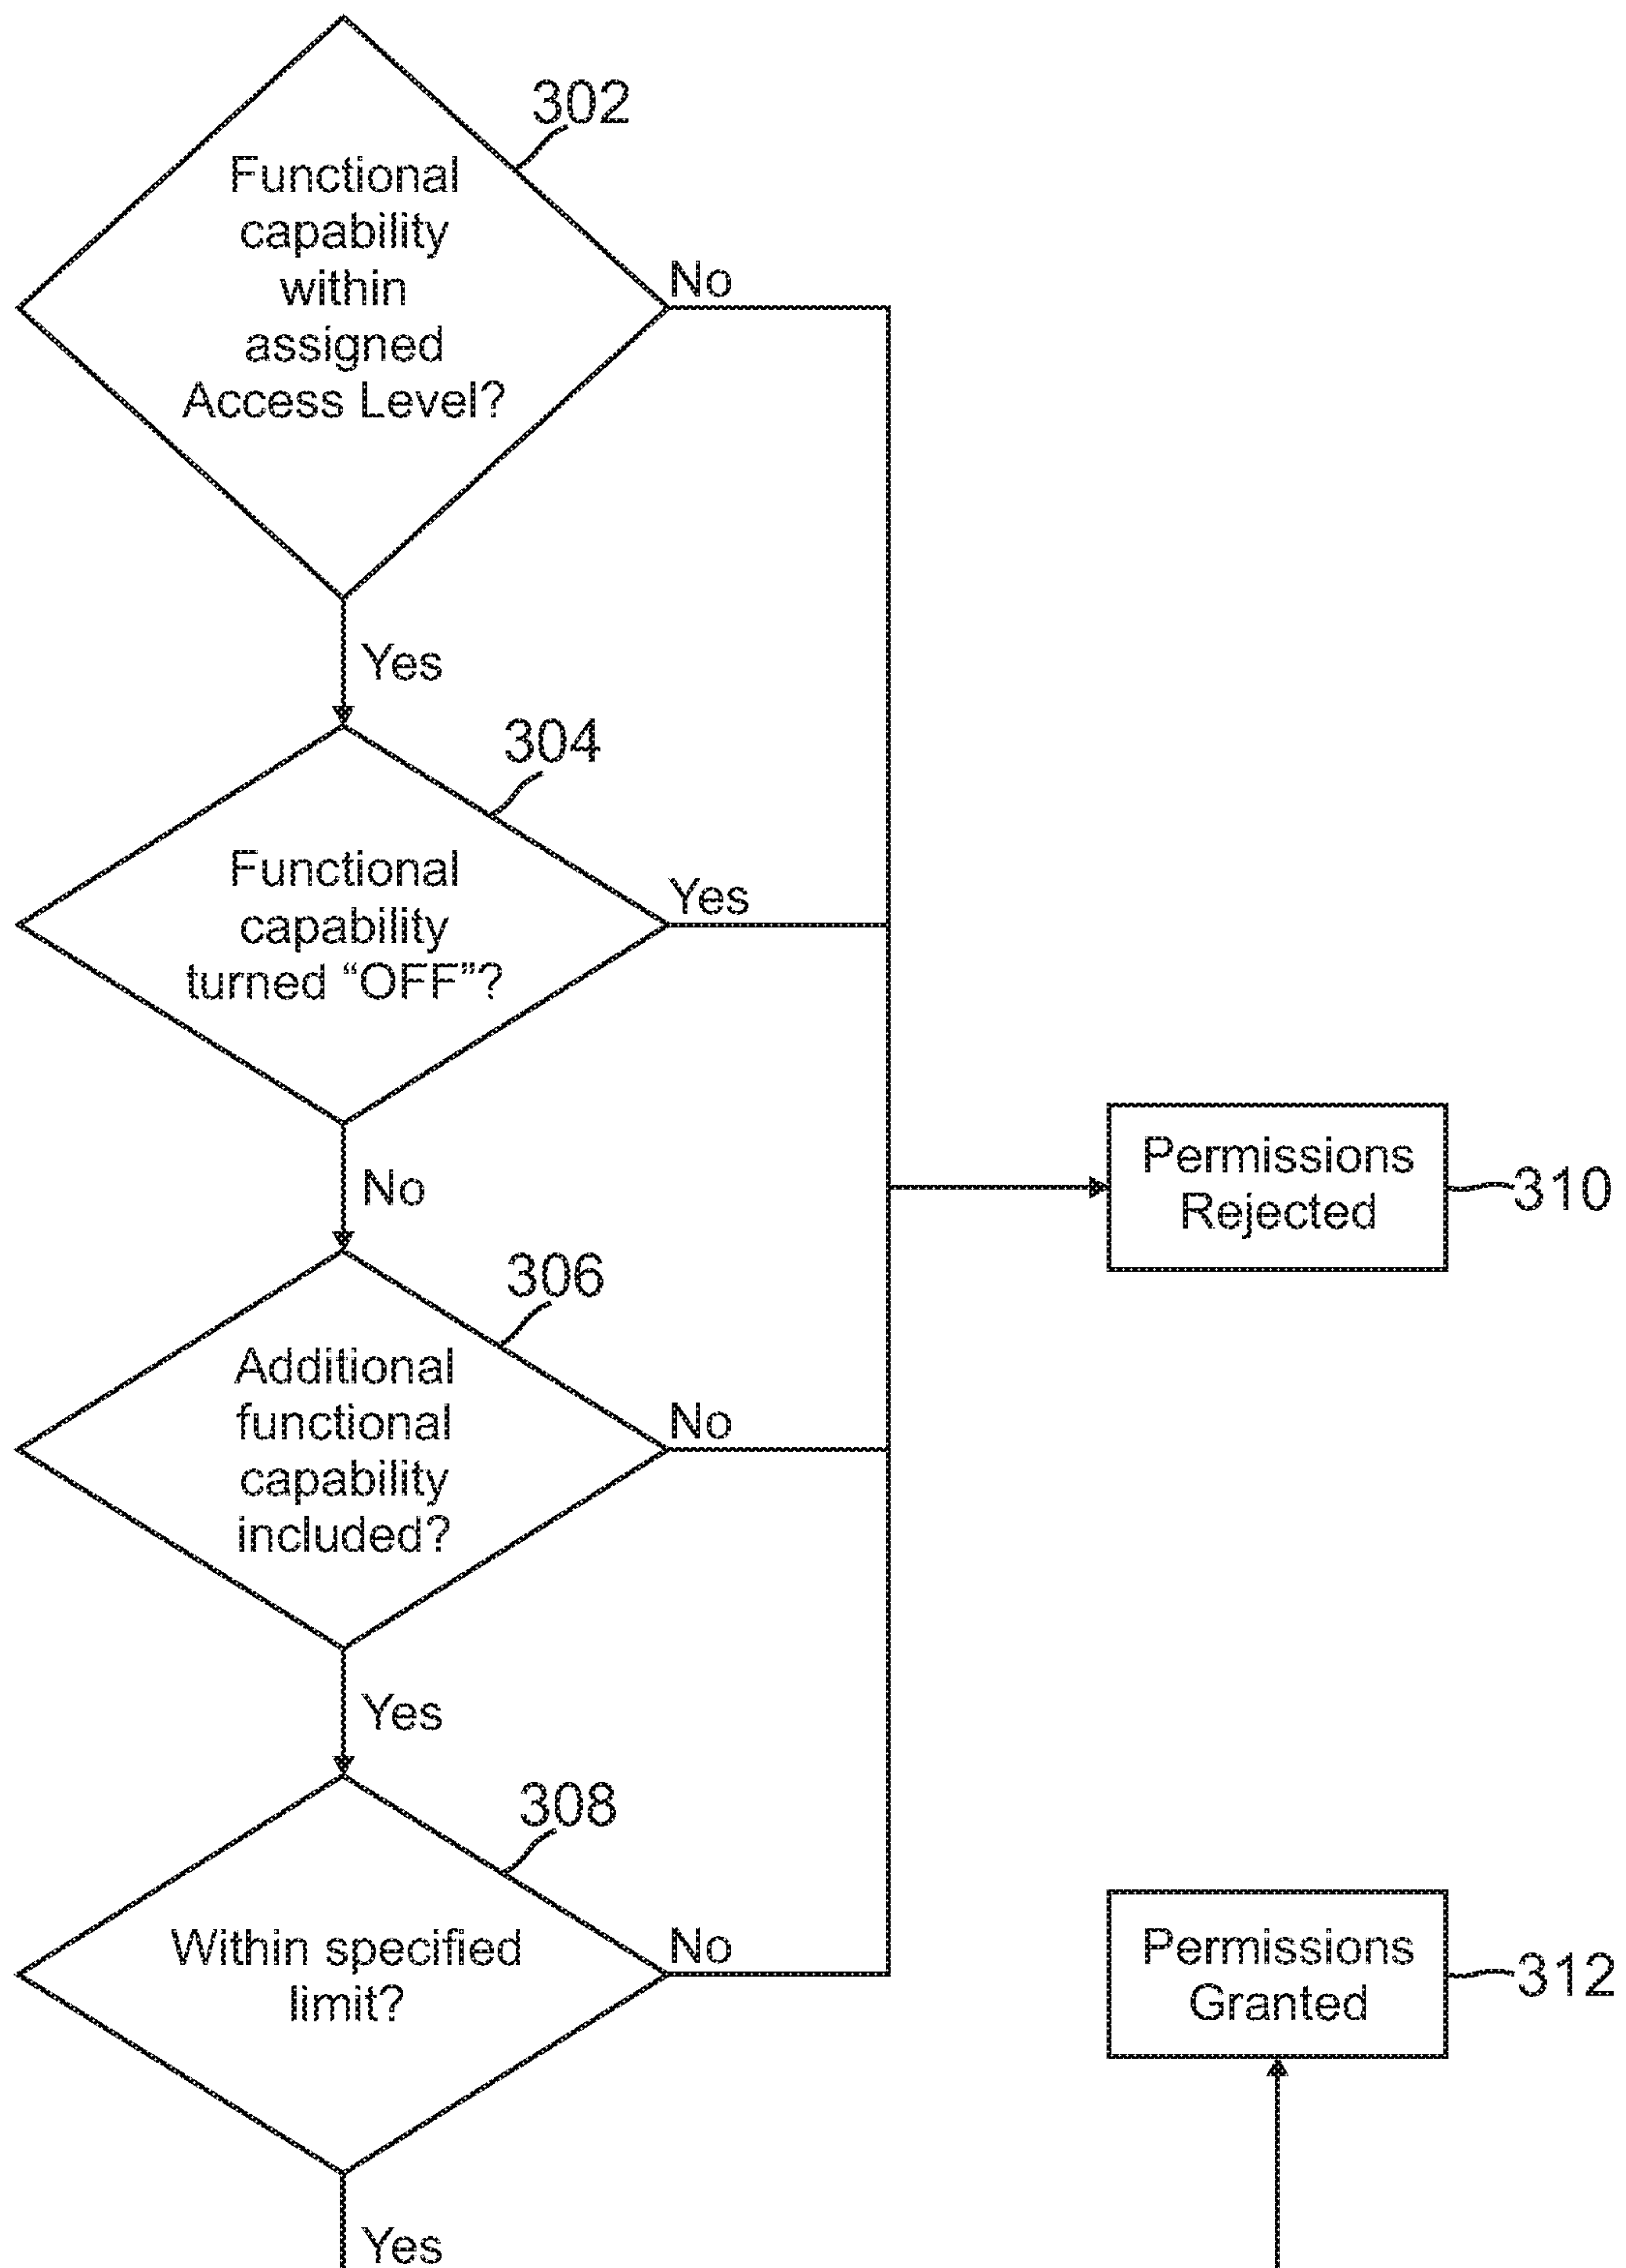 302
Functional
capability
within
assigned
Access Level?
No
Yes
304
Functional
capability
turned “OFF”?
Yes
No
Permissions
Rejected
310
306
Additional
functional
capability
included?
No
Yes
308
Within specified
limit?
No
Permissions
Granted
312
Yes